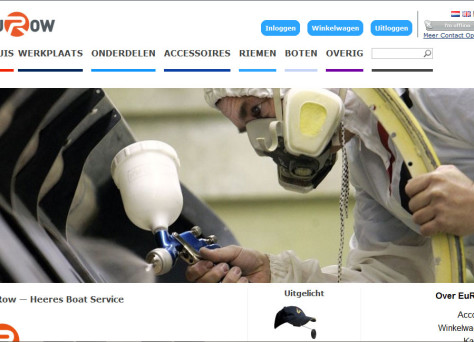 uRow
Inloggen Winkelwagen Uitloggen
Meer Contact Op
UIS WERKPLAATS ONDERDELEN ACCESSOIRES RIEMEN BOTEN OVERIG
Row — Heeres Boat Service
Uitgelicht
Over EuR
Acco
Winkelwa
Ka